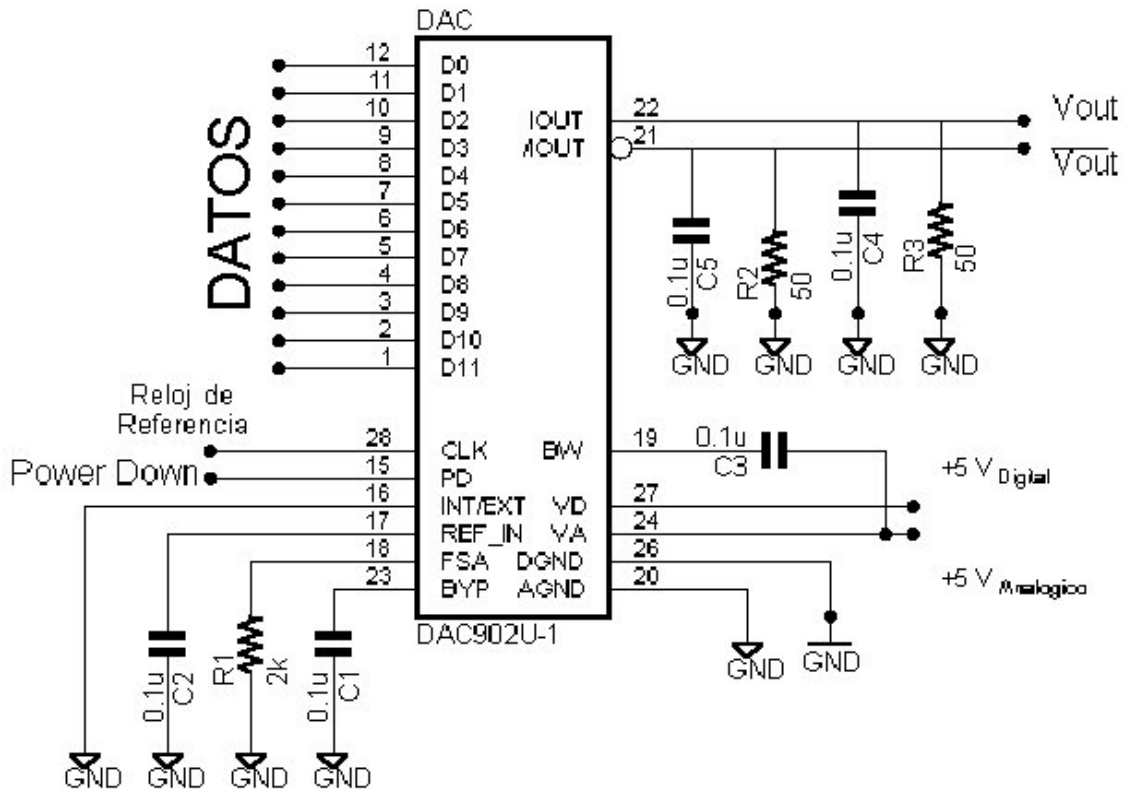 DAC
DATOS
12 D0
11 D1
10 D2
9 D3
8 D4
7 D5
6 D6
5 D7
4 D8
3 D9
2 D10
1 D11
IOUT 22 Vout
/IOUT 21 Vout
0.1u C5
R2 50
0.1u C4
R3 50
GND GND GND GND
Reloj de
Referencia
28 CLK
Power Down 15 PD
16 INT/EXT
17 REF_IN
18 FSA
23 BYP
BW 19 0.1u C3
VD 27 +5 V Digital
VA 24
DGND 26
AGND 20 +5 V Analogico
DAC902U-1
GND GND
0.1u C2
R1 2k
0.1u C1
GND GND GND GND